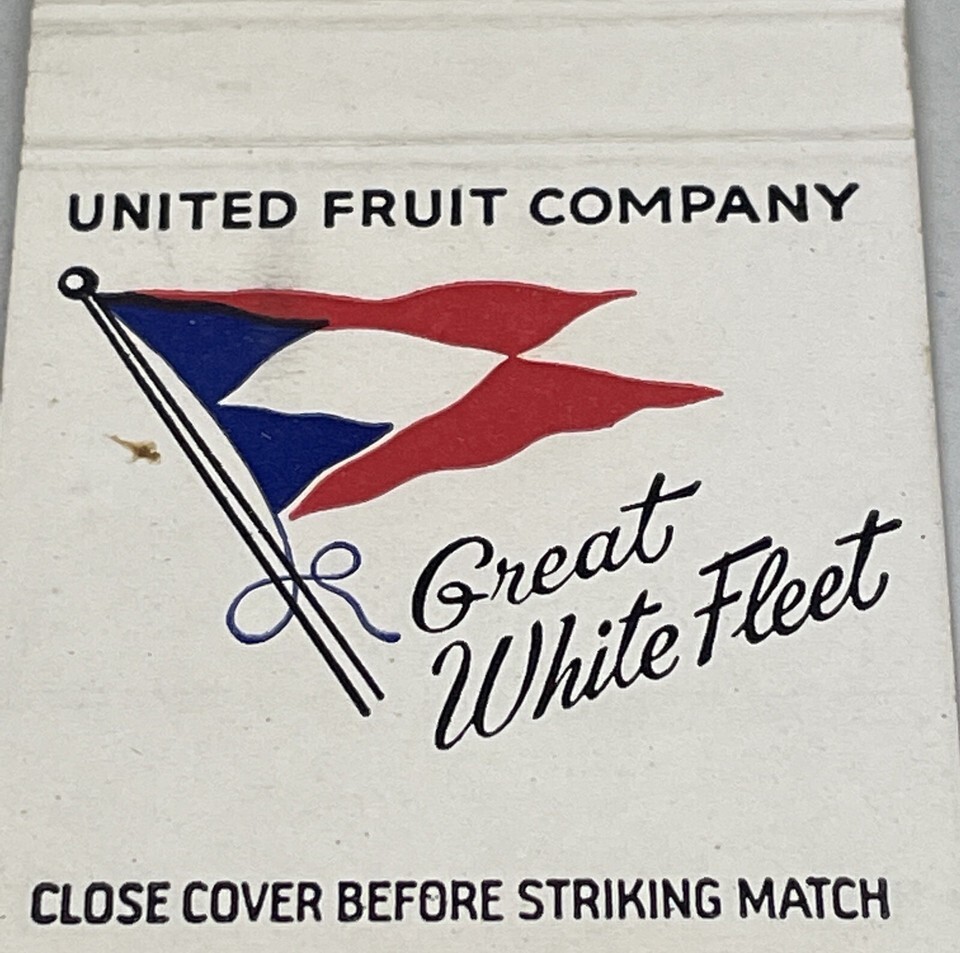 UNITED FRUIT COMPANY
Great
White Fleet
CLOSE COVER BEFORE STRIKING MATCH